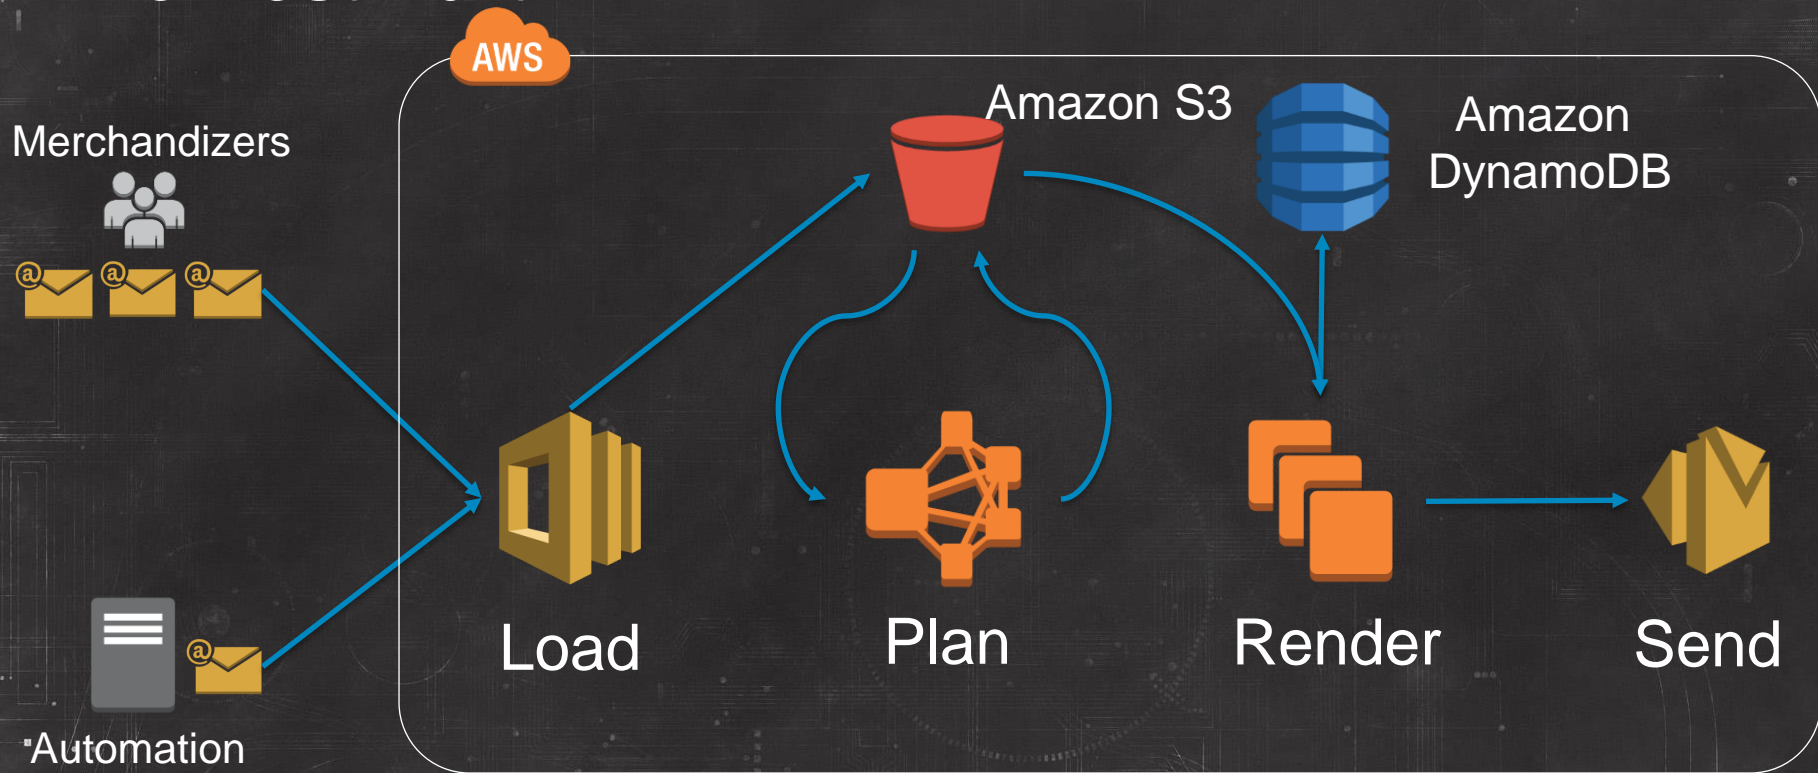 AWS
Amazon S3
Amazon
DynamoDB
Merchandizers
@
@
@
@
Load
Plan
Render
Send
Automation